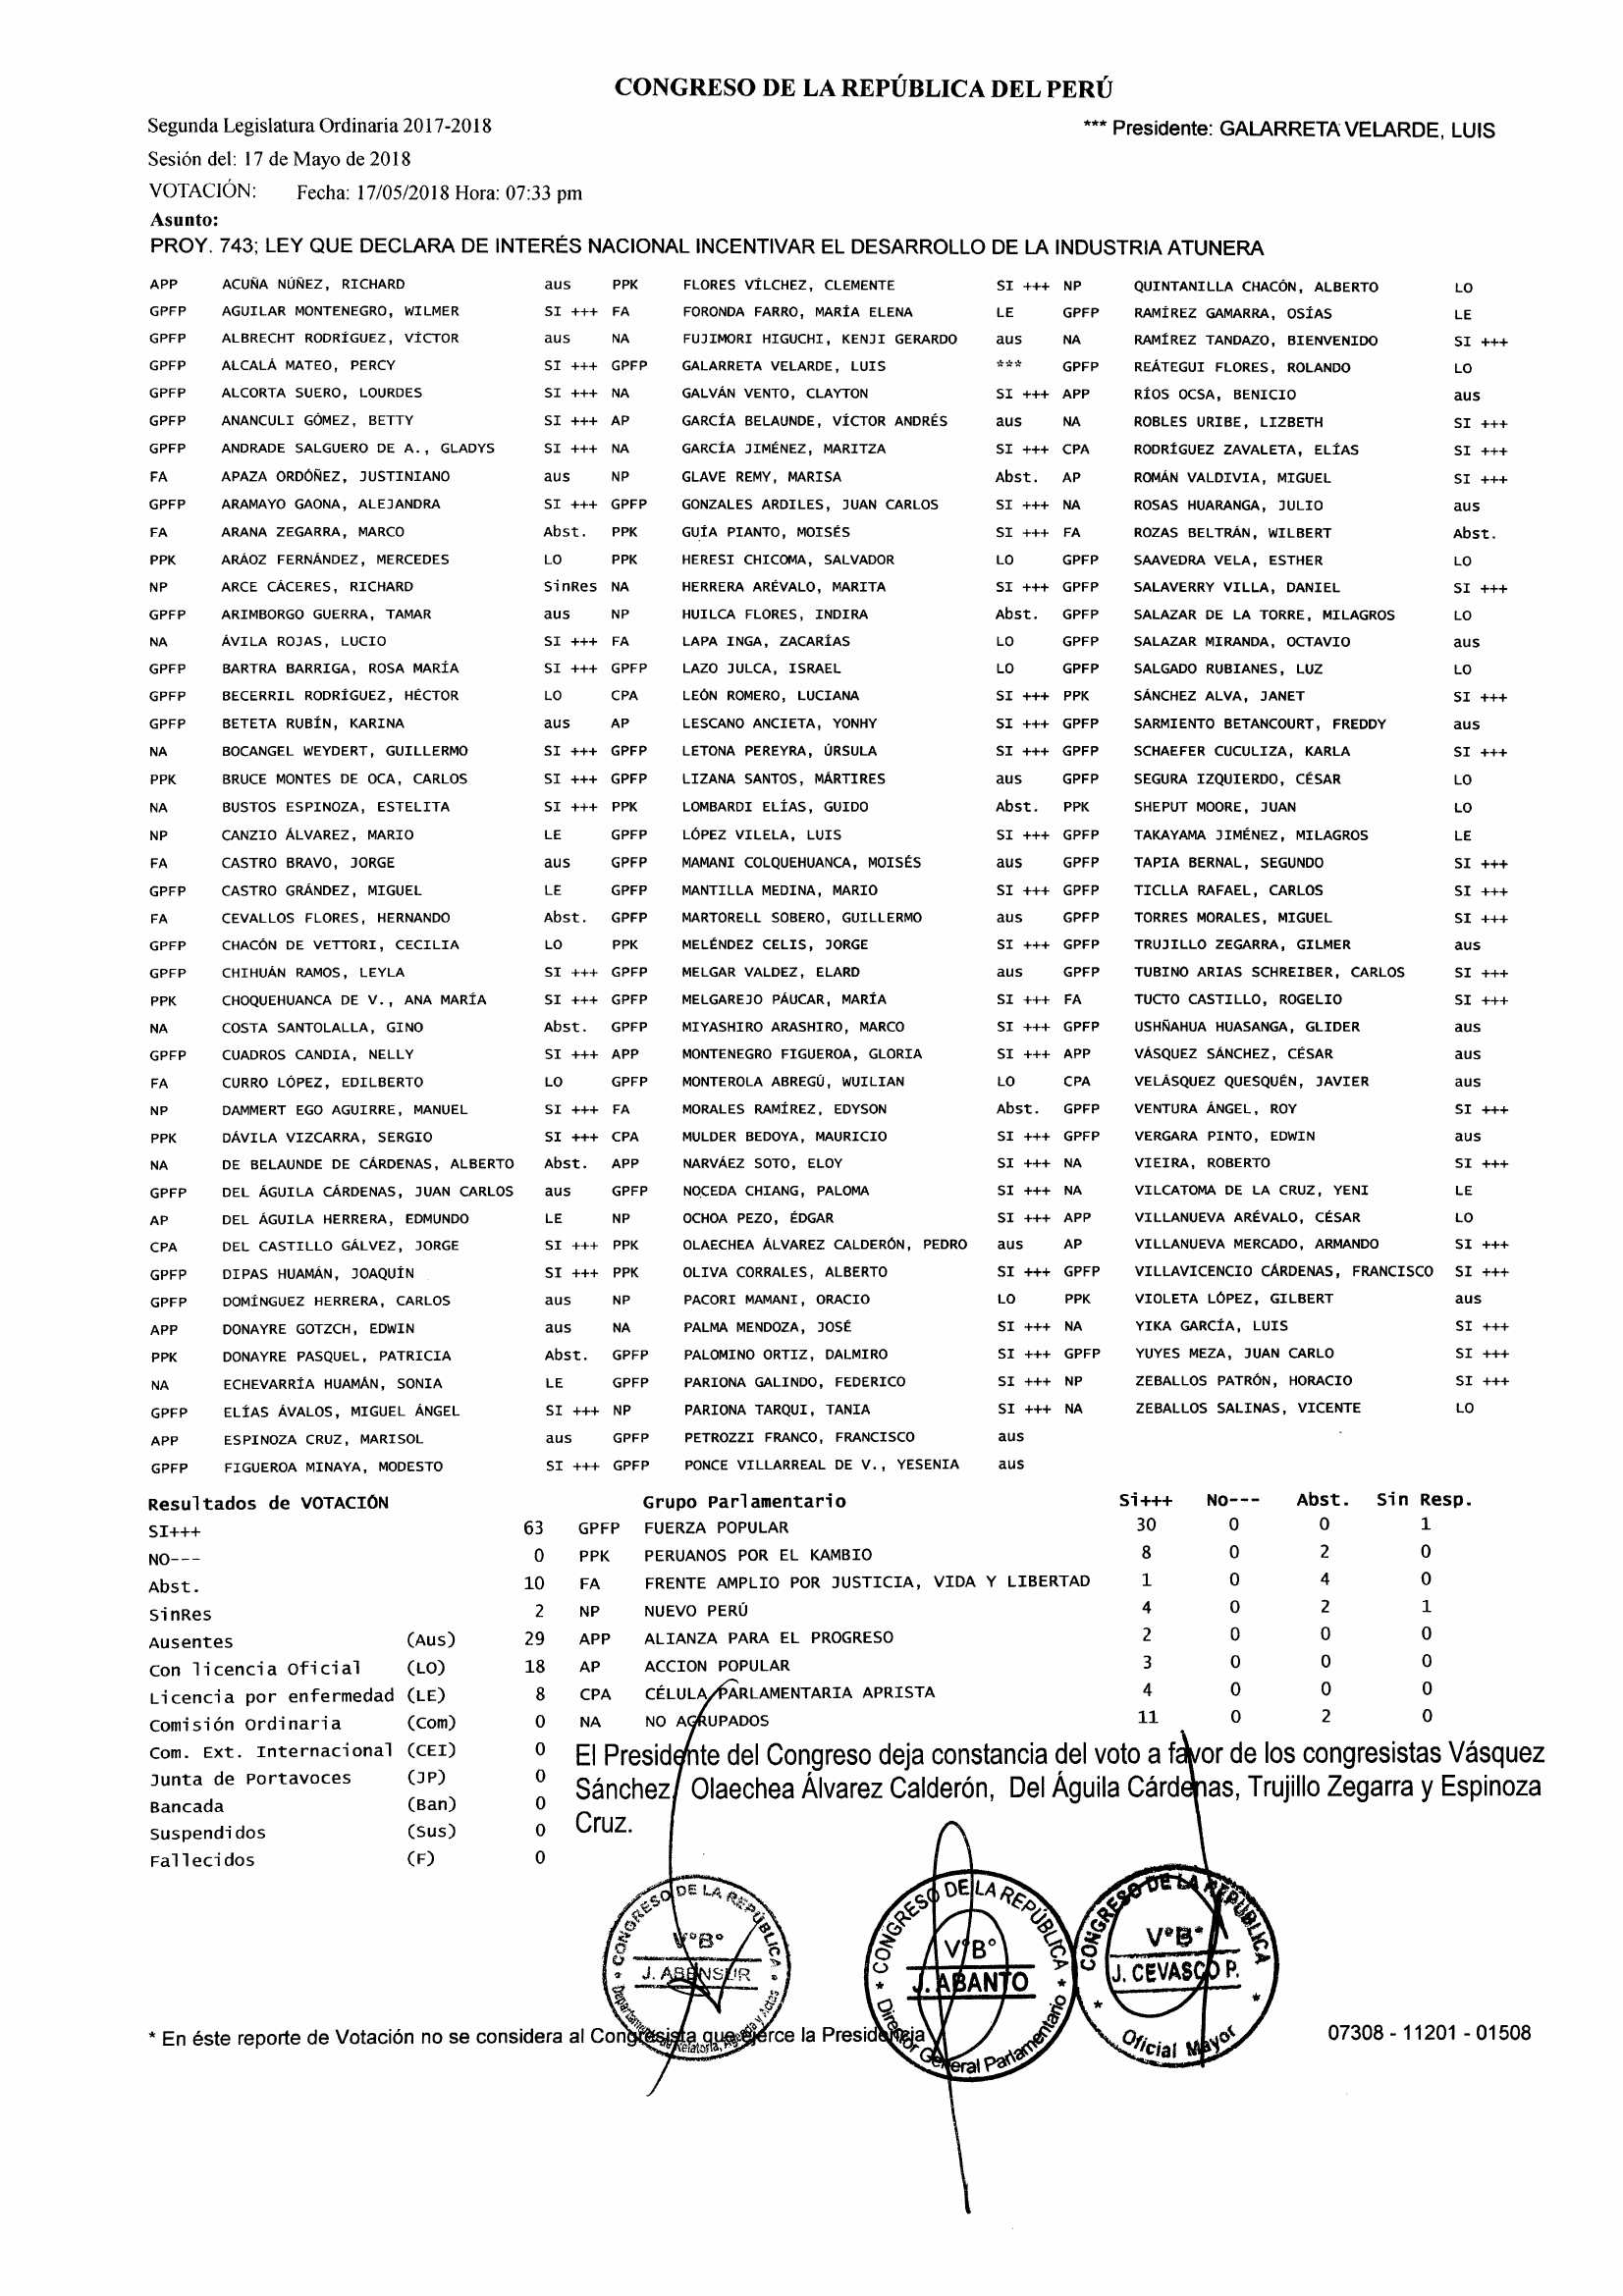 CONGRESO DE LA REPÚBLICA DEL PERÚ
Segunda Legislatura Ordinaria 2017-2018 *** Presidente: GALARRETA VELARDE, LUIS
Sesión del: 17 de Mayo de 2018
VOTACIÓN: Fecha: 17/05/2018 Hora: 07:33 pm
Asunto:
PROY. 743; LEY QUE DECLARA DE INTERÉS NACIONAL INCENTIVAR EL DESARROLLO DE LA INDUSTRIA ATUNERA
APP ACUÑA NÚÑEZ, RICHARD aus PPK FLORES VÍLCHEZ, CLEMENTE SI +++ NP QUINTANILLA CHACÓN, ALBERTO LO
GPFP AGUILAR MONTENEGRO, WILMER SI +++ FA FORONDA FARRO, MARÍA ELENA LE GPFP RAMÍREZ GAMARRA, OSÍAS LE
GPFP ALBRECHT RODRÍGUEZ, VÍCTOR aus NA FUJIMORI HIGUCHI, KENJI GERARDO aus NA RAMÍREZ TANDAZO, BIENVENIDO SI +++
GPFP ALCALÁ MATEO, PERCY SI +++ GPFP GALARRETA VELARDE, LUIS *** GPFP REÁTEGUI FLORES, ROLANDO LO
GPFP ALCORTA SUERO, LOURDES SI +++ NA GALVÁN VENTO, CLAYTON SI +++ APP RÍOS OCSA, BENICIO aus
GPFP ANANCULI GÓMEZ, BETTY SI +++ AP GARCÍA BELAUNDE, VÍCTOR ANDRÉS aus NA ROBLES URIBE, LIZBETH SI +++
GPFP ANDRADE SALGUERO DE A., GLADYS SI +++ NA GARCÍA JIMÉNEZ, MARITZA SI +++ CPA RODRÍGUEZ ZAVALETA, ELÍAS SI +++
FA APAZA ORDÓÑEZ, JUSTINIANO aus NP GLAVE REMY, MARISA Abst. AP ROMÁN VALDIVIA, MIGUEL SI +++
GPFP ARAMAYO GAONA, ALEJANDRA SI +++ GPFP GONZALES ARDILES, JUAN CARLOS SI +++ NA ROSAS HUARANGA, JULIO aus
FA ARANA ZEGARRA, MARCO Abst. PPK GUÍA PIANTO, MOISÉS SI +++ FA ROZAS BELTRÁN, WILBERT Abst.
PPK ARÁOZ FERNÁNDEZ, MERCEDES LO PPK HERESI CHICOMA, SALVADOR LO GPFP SAAVEDRA VELA, ESTHER LO
NP ARCE CÁCERES, RICHARD SinRes NA HERRERA ARÉVALO, MARITA SI +++ GPFP SALAVERRY VILLA, DANIEL SI +++
GPFP ARIMBORGO GUERRA, TAMAR aus NP HUILCA FLORES, INDIRA Abst. GPFP SALAZAR DE LA TORRE, MILAGROS LO
NA ÁVILA ROJAS, LUCIO SI +++ FA LAPA INGA, ZACARÍAS LO GPFP SALAZAR MIRANDA, OCTAVIO aus
GPFP BARTRA BARRIGA, ROSA MARÍA SI +++ GPFP LAZO JULCA, ISRAEL LO GPFP SALGADO RUBIANES, LUZ LO
GPFP BECERRIL RODRÍGUEZ, HÉCTOR LO CPA LEÓN ROMERO, LUCIANA SI +++ PPK SÁNCHEZ ALVA, JANET SI +++
GPFP BETETA RUBÍN, KARINA aus AP LESCANO ANCIETA, YONHY SI +++ GPFP SARMIENTO BETANCOURT, FREDDY aus
NA BOCANGEL WEYDERT, GUILLERMO SI +++ GPFP LETONA PEREYRA, ÚRSULA SI +++ GPFP SCHAEFER CUCULIZA, KARLA SI +++
PPK BRUCE MONTES DE OCA, CARLOS SI +++ GPFP LIZANA SANTOS, MÁRTIRES aus GPFP SEGURA IZQUIERDO, CÉSAR LO
NA BUSTOS ESPINOZA, ESTELITA SI +++ PPK LOMBARDI ELÍAS, GUIDO Abst. PPK SHEPUT MOORE, JUAN LO
NP CANZIO ÁLVAREZ, MARIO LE GPFP LÓPEZ VILELA, LUIS SI +++ GPFP TAKAYAMA JIMÉNEZ, MILAGROS LE
FA CASTRO BRAVO, JORGE aus GPFP MAMANI COLQUEHUANCA, MOISÉS aus GPFP TAPIA BERNAL, SEGUNDO SI +++
GPFP CASTRO GRÁNDEZ, MIGUEL LE GPFP MANTILLA MEDINA, MARIO SI +++ GPFP TICLLA RAFAEL, CARLOS SI +++
FA CEVALLOS FLORES, HERNANDO Abst. GPFP MARTORELL SOBERO, GUILLERMO aus GPFP TORRES MORALES, MIGUEL SI +++
GPFP CHACÓN DE VETTORI, CECILIA LO PPK MELÉNDEZ CELIS, JORGE SI +++ GPFP TRUJILLO ZEGARRA, GILMER aus
GPFP CHIHUÁN RAMOS, LEYLA SI +++ GPFP MELGAR VALDEZ, ELARD aus GPFP TUBINO ARIAS SCHREIBER, CARLOS SI +++
PPK CHOQUEHUANCA DE V., ANA MARÍA SI +++ GPFP MELGAREJO PÁUCAR, MARÍA SI +++ FA TUCTO CASTILLO, ROGELIO SI +++
NA COSTA SANTOLALLA, GINO Abst. GPFP MIYASHIRO ARASHIRO, MARCO SI +++ GPFP USHÑAHUA HUASANGA, GLIDER aus
GPFP CUADROS CANDIA, NELLY SI +++ APP MONTENEGRO FIGUEROA, GLORIA SI +++ APP VÁSQUEZ SÁNCHEZ, CÉSAR aus
FA CURRO LÓPEZ, EDILBERTO LO GPFP MONTEROLA ABREGÚ, WUILIAN LO CPA VELÁSQUEZ QUESQUÉN, JAVIER aus
NP DAMMERT EGO AGUIRRE, MANUEL SI +++ FA MORALES RAMÍREZ, EDYSON Abst. GPFP VENTURA ÁNGEL, ROY SI +++
PPK DÁVILA VIZCARRA, SERGIO SI +++ CPA MULDER BEDOYA, MAURICIO SI +++ GPFP VERGARA PINTO, EDWIN aus
NA DE BELAUNDE DE CÁRDENAS, ALBERTO Abst. APP NARVÁEZ SOTO, ELOY SI +++ NA VIEIRA, ROBERTO SI +++
GPFP DEL ÁGUILA CÁRDENAS, JUAN CARLOS aus GPFP NOCEDA CHIANG, PALOMA SI +++ NA VILCATOMA DE LA CRUZ, YENI LE
AP DEL ÁGUILA HERRERA, EDMUNDO LE NP OCHOA PEZO, ÉDGAR SI +++ APP VILLANUEVA ARÉVALO, CÉSAR LO
CPA DEL CASTILLO GÁLVEZ, JORGE SI +++ PPK OLAECHEA ÁLVAREZ CALDERÓN, PEDRO aus AP VILLANUEVA MERCADO, ARMANDO SI +++
GPFP DIPAS HUAMÁN, JOAQUÍN SI +++ PPK OLIVA CORRALES, ALBERTO SI +++ GPFP VILLAVICENCIO CÁRDENAS, FRANCISCO SI +++
GPFP DOMÍNGUEZ HERRERA, CARLOS aus NP PACORI MAMANI, ORACIO LO PPK VIOLETA LÓPEZ, GILBERT aus
APP DONAYRE GOTZCH, EDWIN aus NA PALMA MENDOZA, JOSÉ SI +++ NA YIKA GARCÍA, LUIS SI +++
PPK DONAYRE PASQUEL, PATRICIA Abst. GPFP PALOMINO ORTIZ, DALMIRO SI +++ GPFP YUYES MEZA, JUAN CARLO SI +++
NA ECHEVARRÍA HUAMÁN, SONIA LE GPFP PARIONA GALINDO, FEDERICO SI +++ NP ZEBALLOS PATRÓN, HORACIO SI +++
GPFP ELÍAS ÁVALOS, MIGUEL ÁNGEL SI +++ NP PARIONA TARQUI, TANIA SI +++ NA ZEBALLOS SALINAS, VICENTE LO
APP ESPINOZA CRUZ, MARISOL aus GPFP PETROZZI FRANCO, FRANCISCO aus
GPFP FIGUEROA MINAYA, MODESTO SI +++ GPFP PONCE VILLARREAL DE V., YESENIA aus
Resultados de VOTACIÓN Grupo Parlamentario Si+++ No--- Abst. Sin Resp.
SI+++ 63 GPFP FUERZA POPULAR 30 0 0 1
NO--- 0 PPK PERUANOS POR EL KAMBIO 8 0 2 0
Abst. 10 FA FRENTE AMPLIO POR JUSTICIA, VIDA Y LIBERTAD 1 0 4 0
SinRes 2 NP NUEVO PERÚ 4 0 2 1
Ausentes (Aus) 29 APP ALIANZA PARA EL PROGRESO 2 0 0 0
Con licencia Oficial (LO) 18 AP ACCION POPULAR 3 0 0 0
Licencia por enfermedad (LE) 8 CPA CÉLULA PARLAMENTARIA APRISTA 4 0 0 0
Comisión Ordinaria (Com) 0 NA NO AGRUPADOS 11 0 2 0
Com. Ext. Internacional (CEI) 0
Junta de Portavoces (JP) 0
Bancada (Ban) 0
Suspendidos (Sus) 0
Fallecidos (F) 0
El Presidente del Congreso deja constancia del voto a favor de los congresistas Vásquez
Sánchez, Olaechea Álvarez Calderón, Del Águila Cárdenas, Trujillo Zegarra y Espinoza
Cruz.
CONGRESO DE LA REPÚBLICA
V°B°
J. ABENSUR
Departamento de Relatoría, Agenda y Actas
CONGRESO DE LA REPÚBLICA
V°B°
J. ABANTO
Director General Parlamentario
CONGRESO DE LA REPÚBLICA
V°B°
J. CEVASCO P.
Oficial Mayor
* En éste reporte de Votación no se considera al Congresista que ejerce la Presidencia 07308 - 11201 - 01508